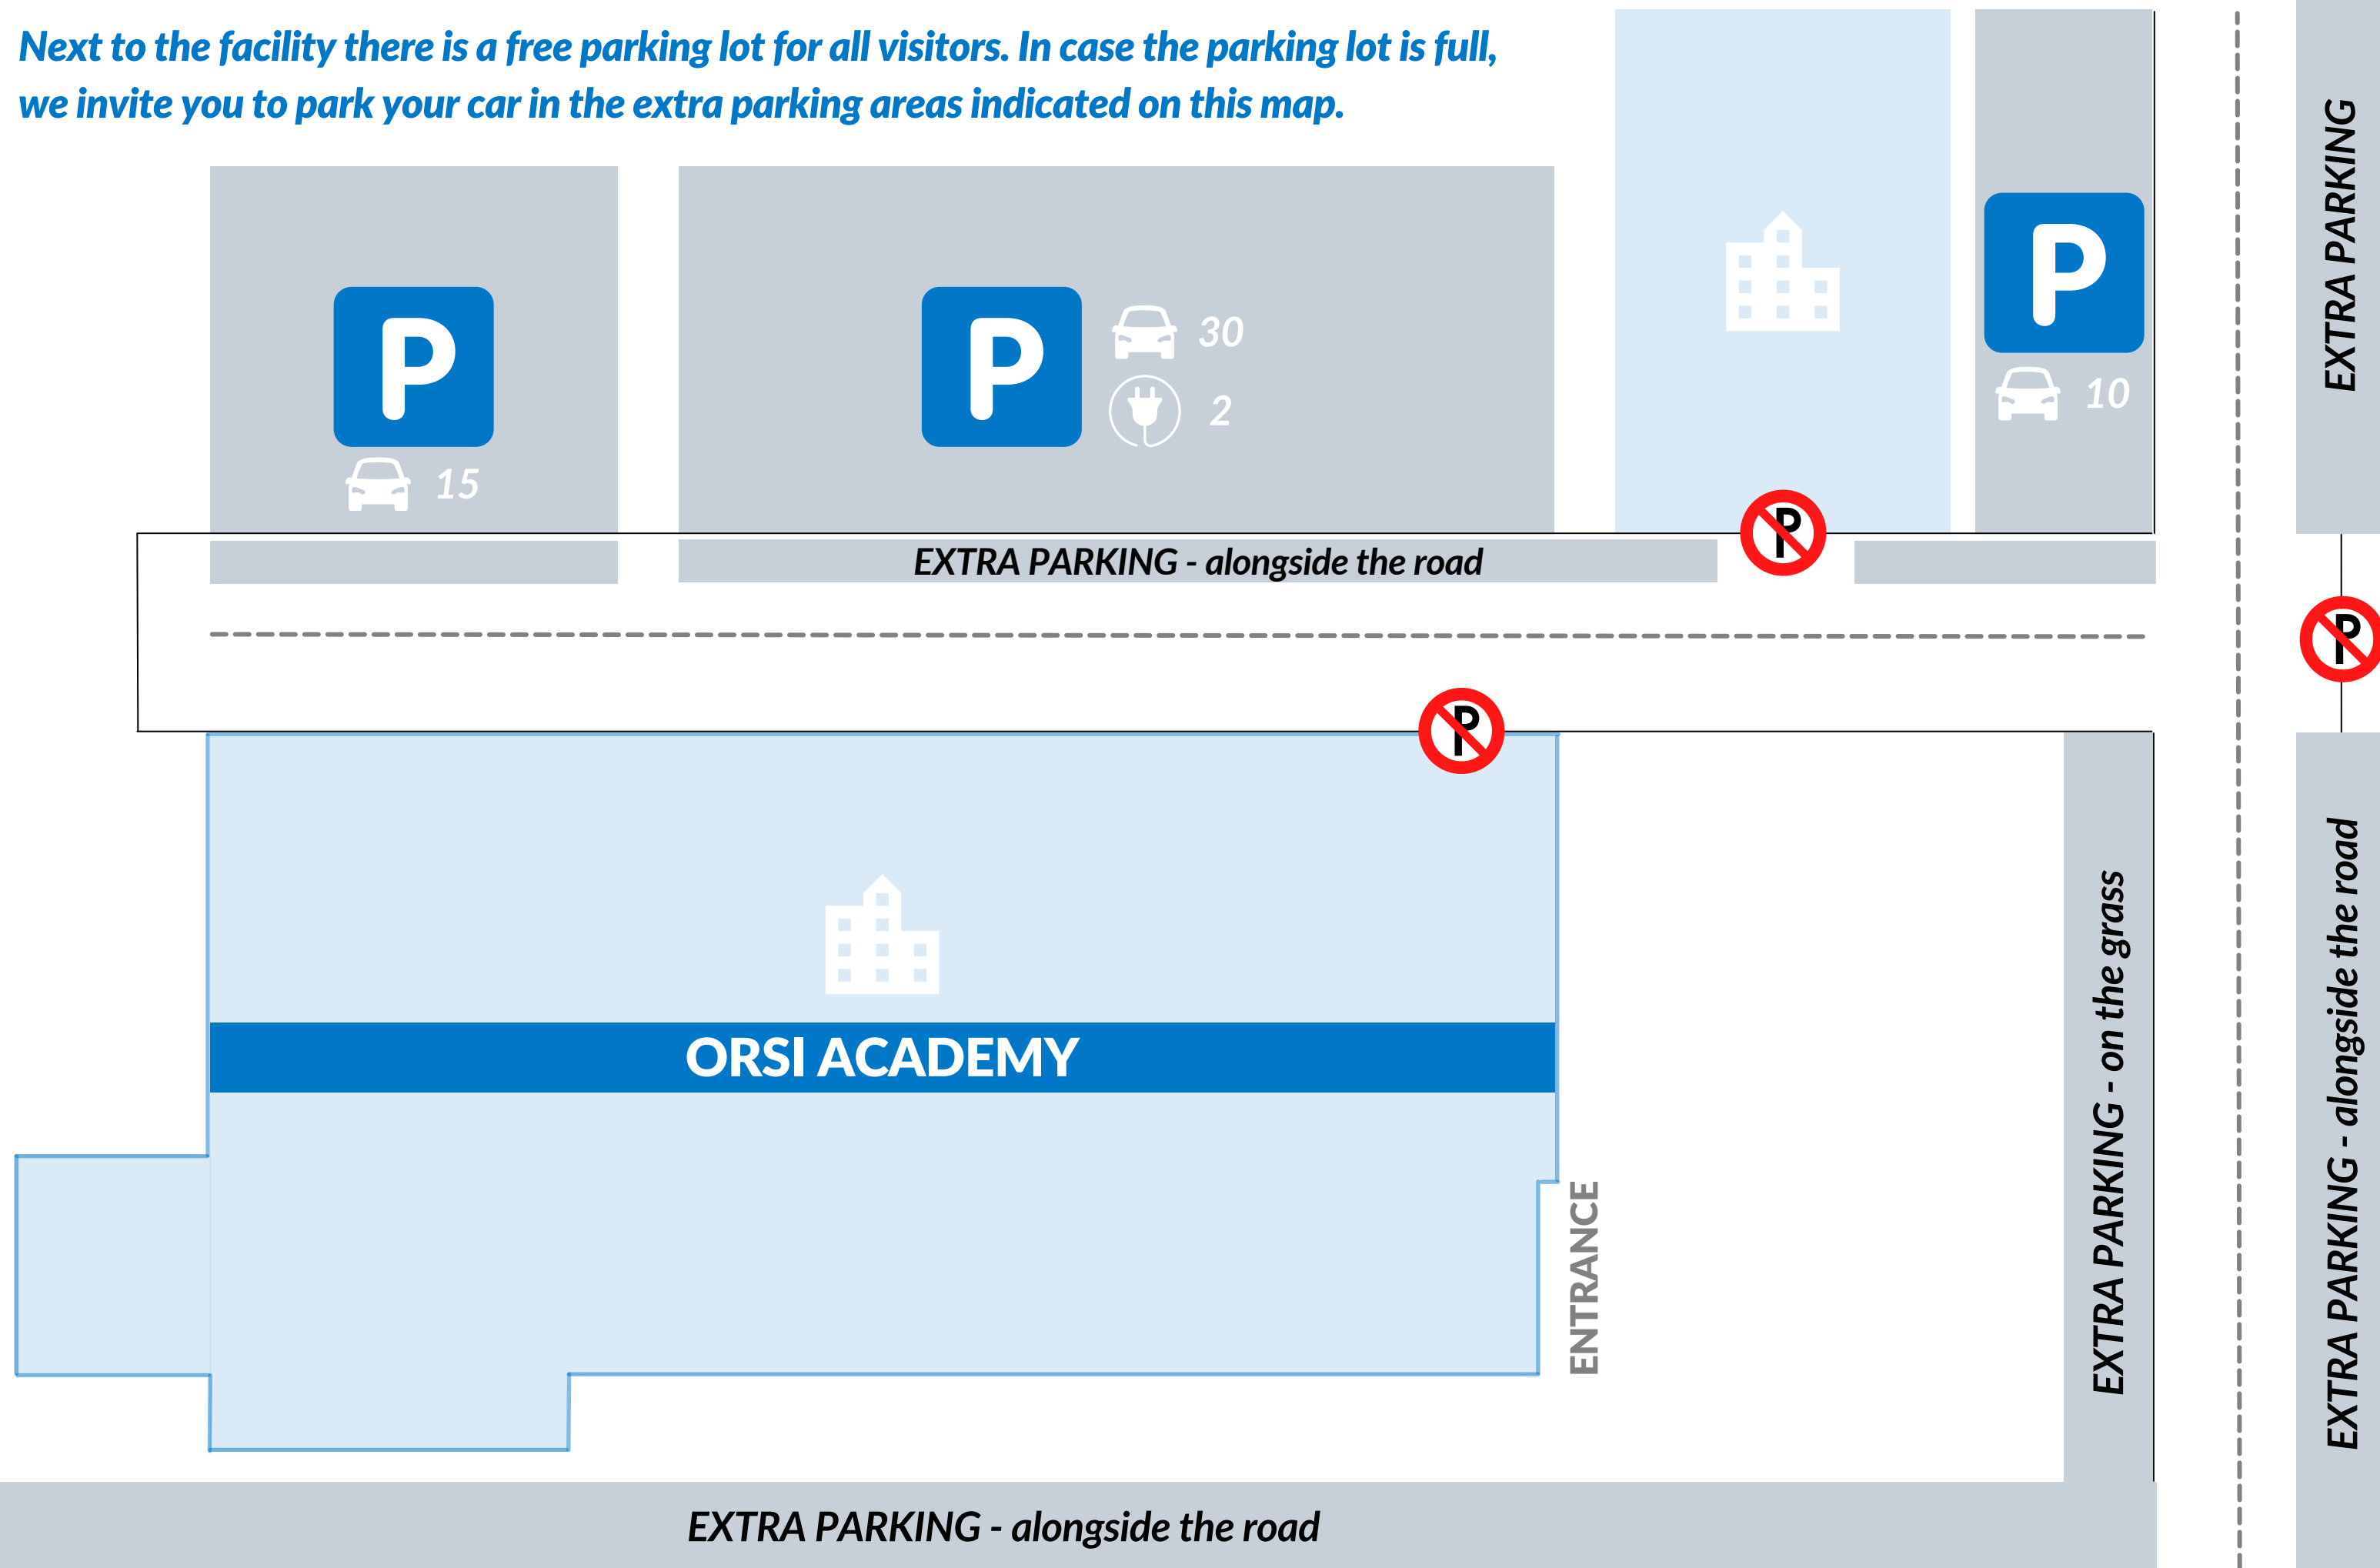 Next to the facility there is a free parking lot for all visitors. In case the parking lot is full,
we invite you to park your car in the extra parking areas indicated on this map.
P
15
P
30
2
P
10
EXTRA PARKING
P
EXTRA PARKING - alongside the road
P
P
ORSI ACADEMY
ENTRANCE
EXTRA PARKING - on the grass
EXTRA PARKING - alongside the road
EXTRA PARKING - alongside the road